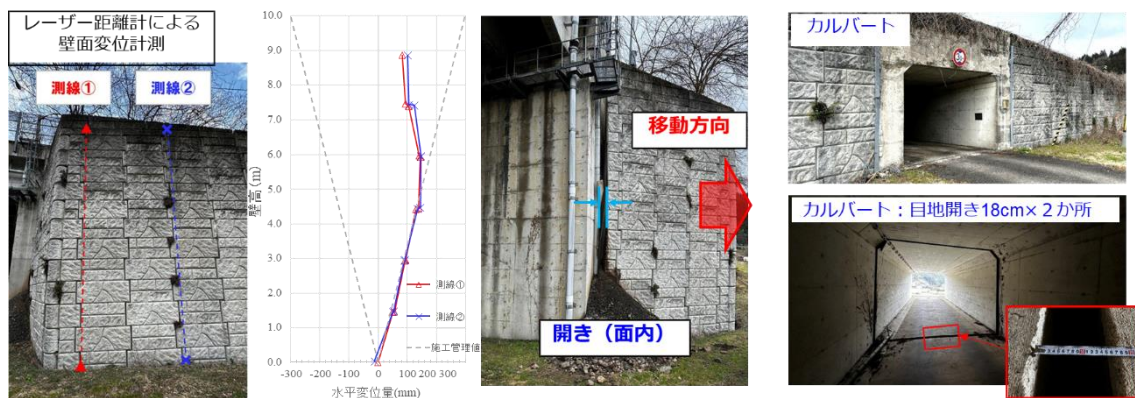 レーザー距離計による
壁面変位計測
測線①
測線②
10.0
9.0
8.0
7.0
6.0
5.0
4.0
3.0
2.0
1.0
0.0
壁高(m)
-300
-200
-100
0
100
200
300
水平変位量(mm)
測線①
測線②
施工管理値
移動方向
開き（面内）
カルバート
カルバート：目地開き18cm×２か所